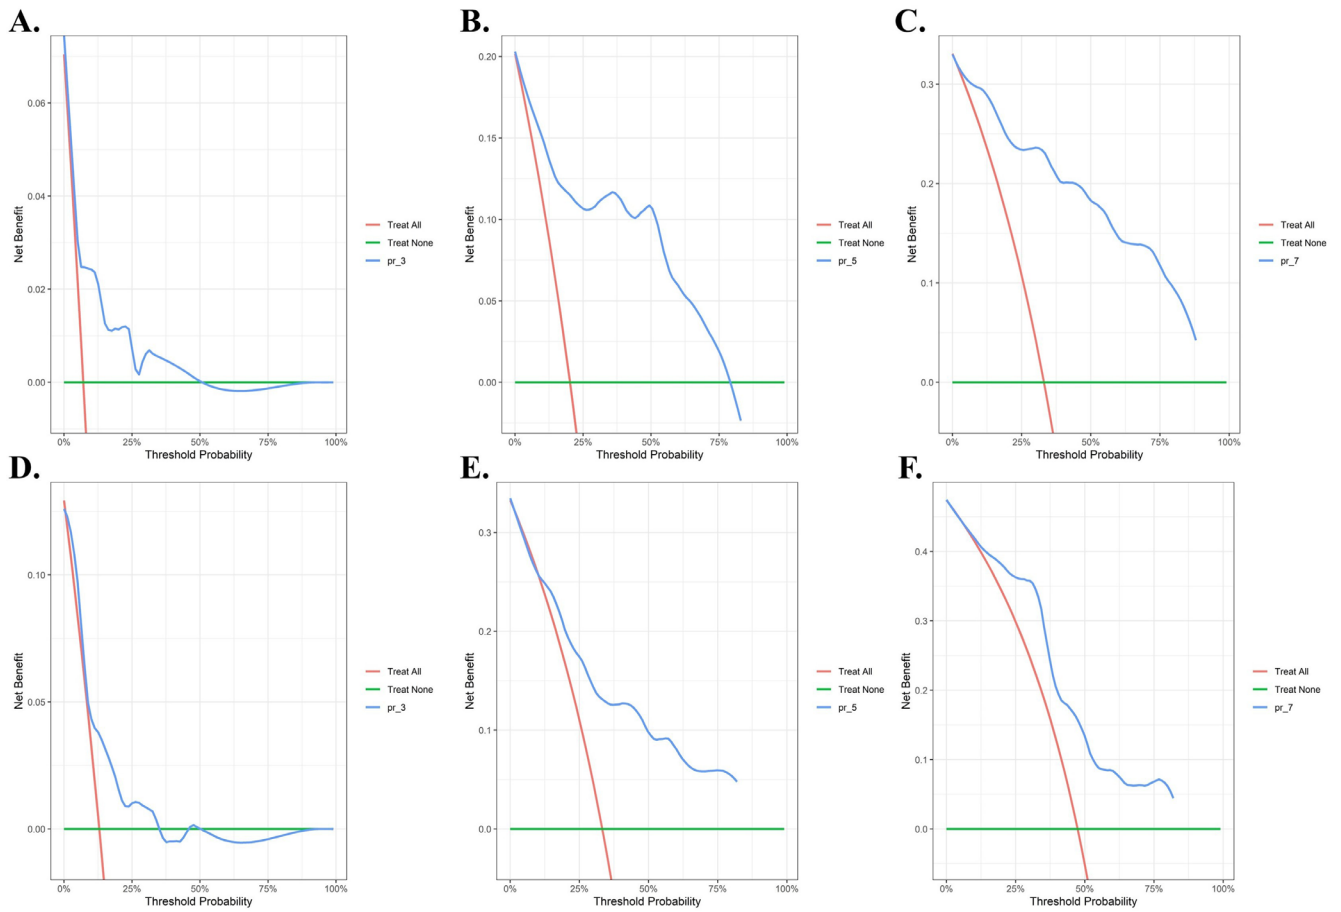 A.
Net Benefit
0.06
0.04
0.02
0.00
0%
25%
50%
75%
100%
Threshold Probability
Treat All
Treat None
pr_3
B.
Net Benefit
0.20
0.15
0.10
0.05
0.00
0%
25%
50%
75%
100%
Threshold Probability
Treat All
Treat None
pr_5
C.
Net Benefit
0.3
0.2
0.1
0.0
0%
25%
50%
75%
100%
Threshold Probability
Treat All
Treat None
pr_7
D.
Net Benefit
0.10
0.05
0.00
0%
25%
50%
75%
100%
Threshold Probability
Treat All
Treat None
pr_3
E.
Net Benefit
0.3
0.2
0.1
0.0
0%
25%
50%
75%
100%
Threshold Probability
Treat All
Treat None
pr_5
F.
Net Benefit
0.4
0.3
0.2
0.1
0.0
0%
25%
50%
75%
100%
Threshold Probability
Treat All
Treat None
pr_7